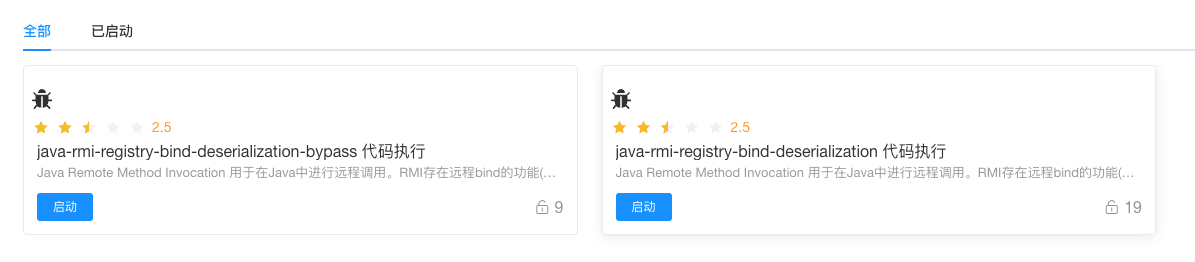 全部 已启动
2.5
java-rmi-registry-bind-deserialization-bypass 代码执行
Java Remote Method Invocation 用于在Java中进行远程调用。RMI存在远程bind的功能(...
启动 9
2.5
java-rmi-registry-bind-deserialization 代码执行
Java Remote Method Invocation 用于在Java中进行远程调用。RMI存在远程bind的功能(...
启动 19